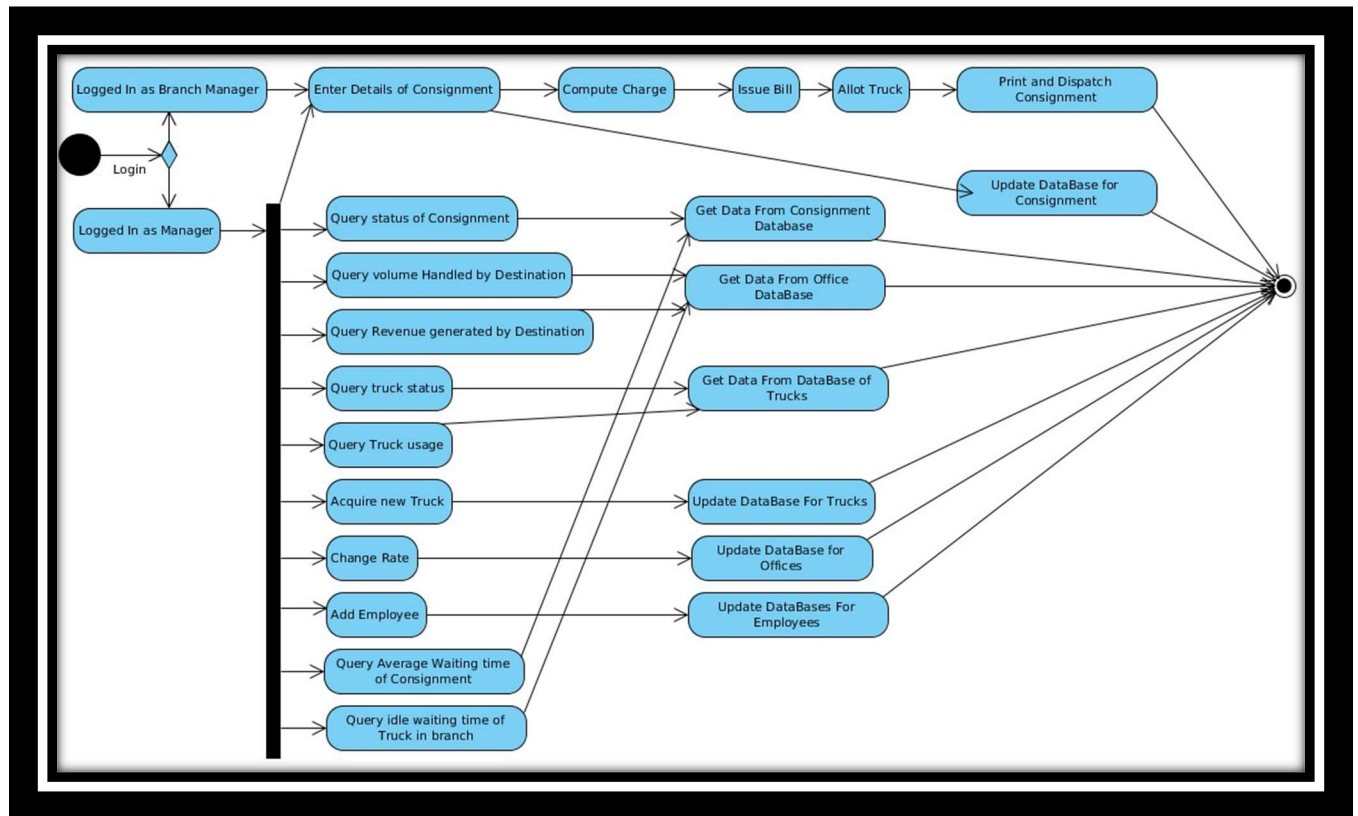 Logged In as Branch Manager
Enter Details of Consignment
Compute Charge
Issue Bill
Allot Truck
Print and Dispatch
Consignment
Login
Update DataBase for
Consignment
Logged In as Manager
Query status of Consignment
Get Data From Consignment
Database
Query volume Handled by Destination
Get Data From Office
DataBase
Query Revenue generated by Destination
Query truck status
Get Data From DataBase of
Trucks
Query Truck usage
Acquire new Truck
Update DataBase For Trucks
Change Rate
Update DataBase for
Offices
Add Employee
Update DataBases For
Employees
Query Average Waiting time
of Consignment
Query idle waiting time of
Truck in branch